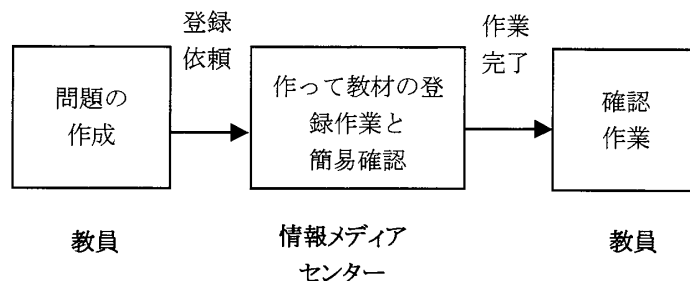 登録
依頼
作業
完了
問題の
作成
作って教材の登
録作業と
簡易確認
確認
作業
教員
情報メディア
センター
教員